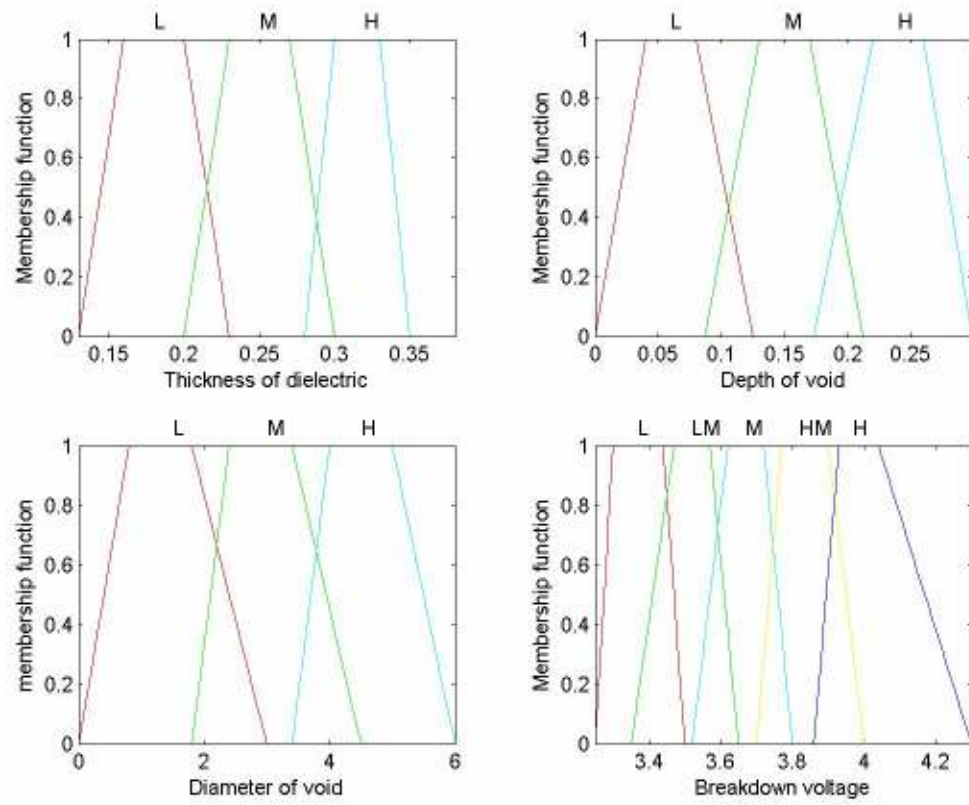 L M H
1
0.8
0.6
0.4
0.2
0
Membership function
0.15 0.2 0.25 0.3 0.35
Thickness of dielectric
L M H
1
0.8
0.6
0.4
0.2
0
Membership function
0 0.05 0.1 0.15 0.2 0.25
Depth of void
L M H
1
0.8
0.6
0.4
0.2
0
membership function
0 2 4 6
Diameter of void
L LM M HM H
1
0.8
0.6
0.4
0.2
0
Membership function
3.4 3.6 3.8 4 4.2
Breakdown voltage